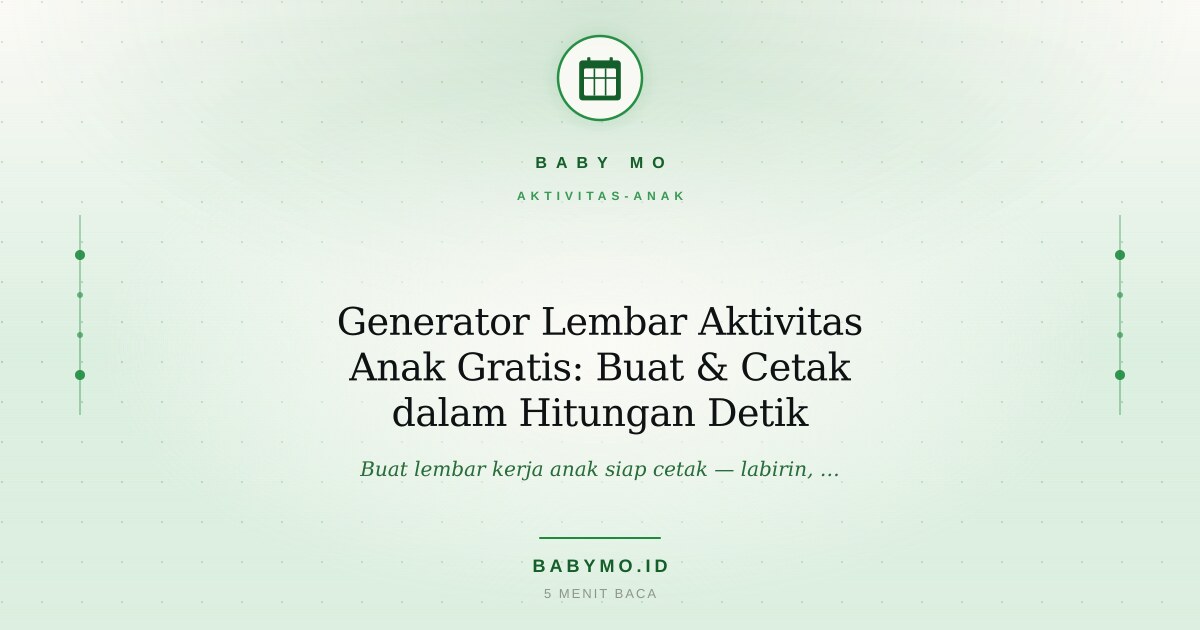 BABY MO
AKTIVITAS-ANAK
Generator Lembar Aktivitas
Anak Gratis: Buat & Cetak
dalam Hitungan Detik
Buat lembar kerja anak siap cetak — labirin, ...
BABYMO.ID
5 MENIT BACA